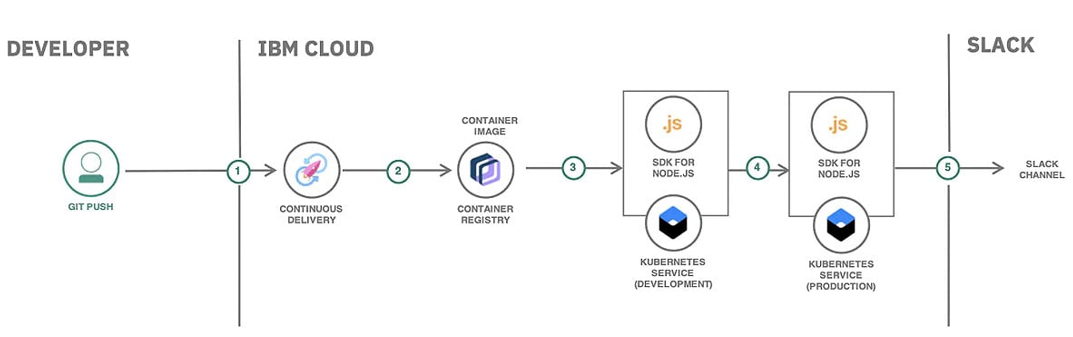 DEVELOPER
IBM CLOUD
SLACK
GIT PUSH
1
CONTINUOUS
DELIVERY
2
CONTAINER
IMAGE
CONTAINER
REGISTRY
3
.js
SDK FOR
NODE.JS
KUBERNETES
SERVICE
(DEVELOPMENT)
4
.js
SDK FOR
NODE.JS
KUBERNETES
SERVICE
(PRODUCTION)
5
SLACK
CHANNEL